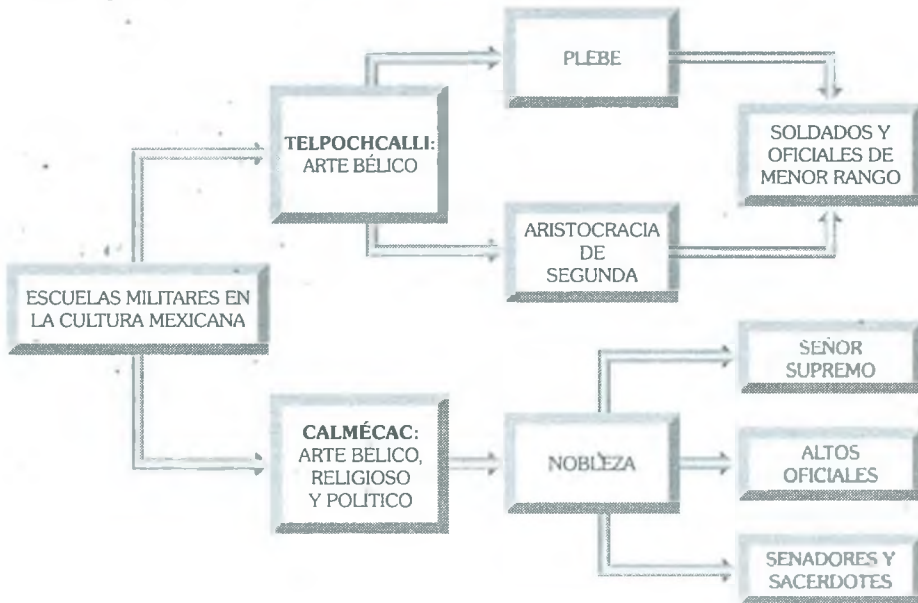 PLEBE
TELPOCHCALLI:
ARTE BÉLICO
SOLDADOS Y
OFICIALES DE
MENOR RANGO
ARISTOCRACIA
DE
SEGUNDA
ESCUELAS MILITARES EN
LA CULTURA MEXICANA
SEÑOR
SUPREMO
CALMÉCAC:
ARTE BÉLICO,
RELIGIOSO
Y POLITICO
NOBLEZA
ALTOS
OFICIALES
SENADORES Y
SACERDOTES